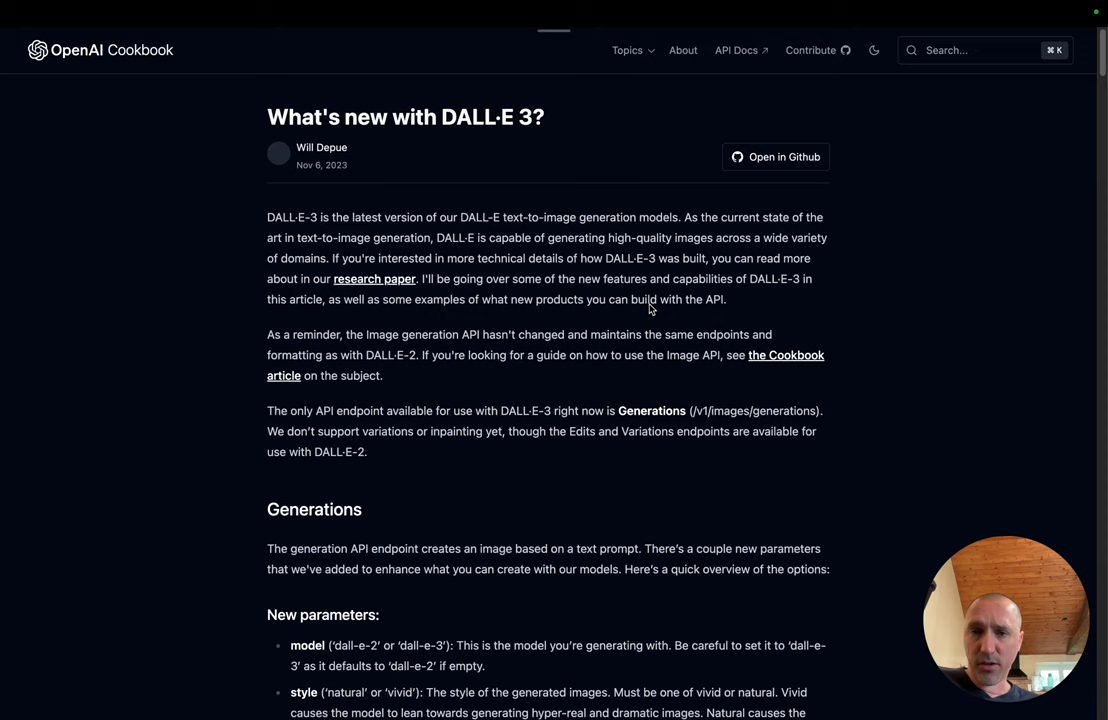 OpenAI Cookbook
Topics About API Docs ↗ Contribute Search... ⌘ K
What's new with DALL·E 3?
Will Depue
Nov 6, 2023
Open in Github
DALL·E-3 is the latest version of our DALL-E text-to-image generation models. As the current state of the
art in text-to-image generation, DALL·E is capable of generating high-quality images across a wide variety
of domains. If you're interested in more technical details of how DALL·E-3 was built, you can read more
about in our research paper. I'll be going over some of the new features and capabilities of DALL·E-3 in
this article, as well as some examples of what new products you can build with the API.
As a reminder, the Image generation API hasn't changed and maintains the same endpoints and
formatting as with DALL·E-2. If you're looking for a guide on how to use the Image API, see the Cookbook
article on the subject.
The only API endpoint available for use with DALL·E-3 right now is Generations (/v1/images/generations).
We don’t support variations or inpainting yet, though the Edits and Variations endpoints are available for
use with DALL·E-2.
Generations
The generation API endpoint creates an image based on a text prompt. There’s a couple new parameters
that we've added to enhance what you can create with our models. Here’s a quick overview of the options:
New parameters:
• model (‘dall-e-2’ or ‘dall-e-3’): This is the model you’re generating with. Be careful to set it to ‘dall-e-
3’ as it defaults to ‘dall-e-2’ if empty.
• style (‘natural’ or ‘vivid’): The style of the generated images. Must be one of vivid or natural. Vivid
causes the model to lean towards generating hyper-real and dramatic images. Natural causes the